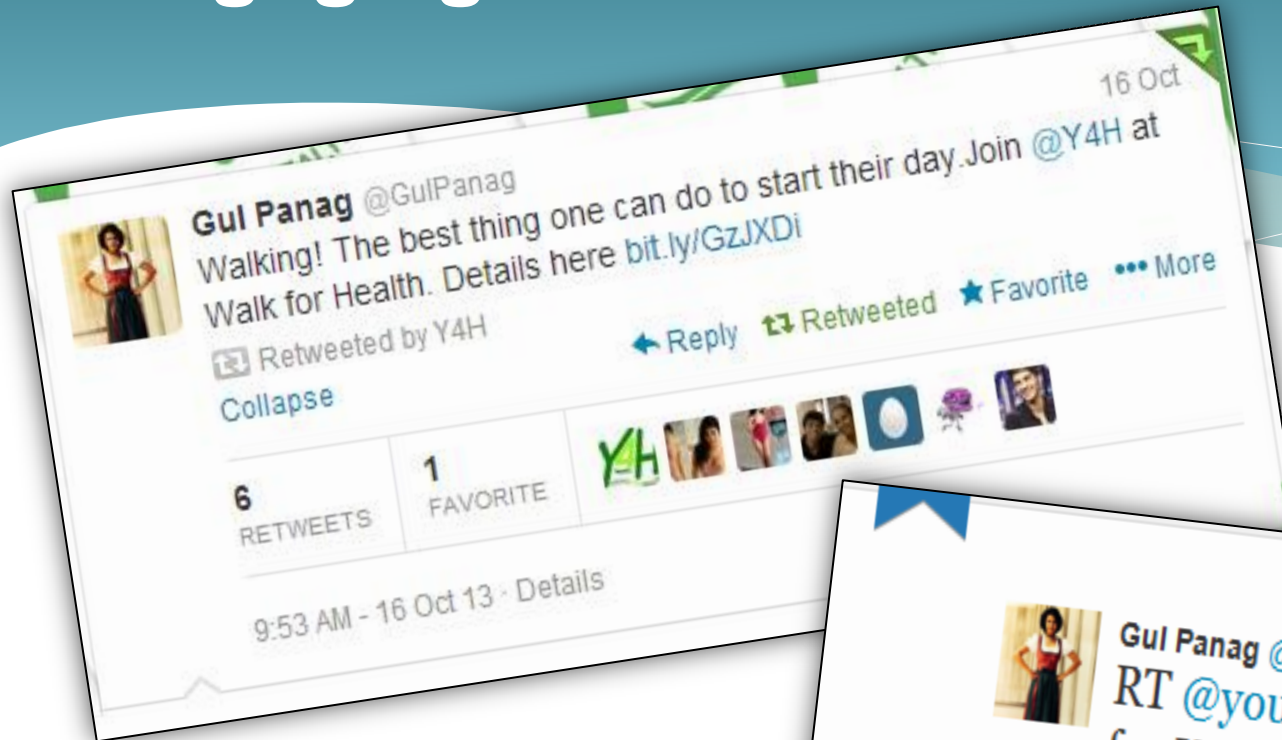 16 Oct
Gul Panag @GulPanag
Walking! The best thing one can do to start their day.Join @Y4H at
Walk for Health. Details here bit.ly/GzJXDi
Retweeted by Y4H
Reply Retweeted Favorite More
Collapse
6
RETWEETS
1
FAVORITE
Y4H
9:53 AM - 16 Oct 13 · Details
Gul Panag @
RT @you